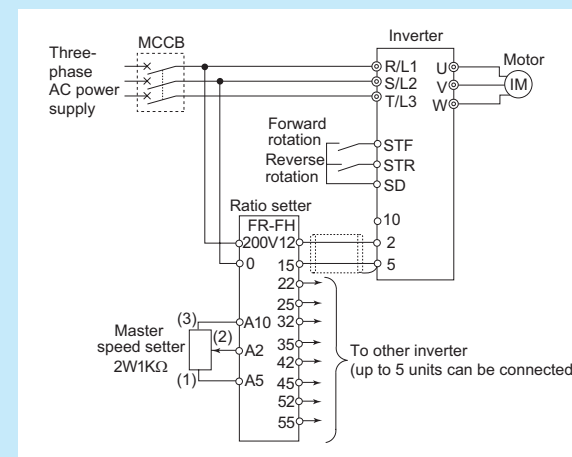 Three-
phase
AC power
supply
MCCB
Inverter
R/L1
S/L2
T/L3
U
V
W
Motor
IM
Forward
rotation
Reverse
rotation
STF
STR
SD
10
2
5
Ratio setter
FR-FH
200V
0
12
15
22
25
32
35
42
45
52
55
A10
A2
A5
Master
speed setter
2W1KΩ
(3)
(2)
(1)
To other inverter
(up to 5 units can be connected